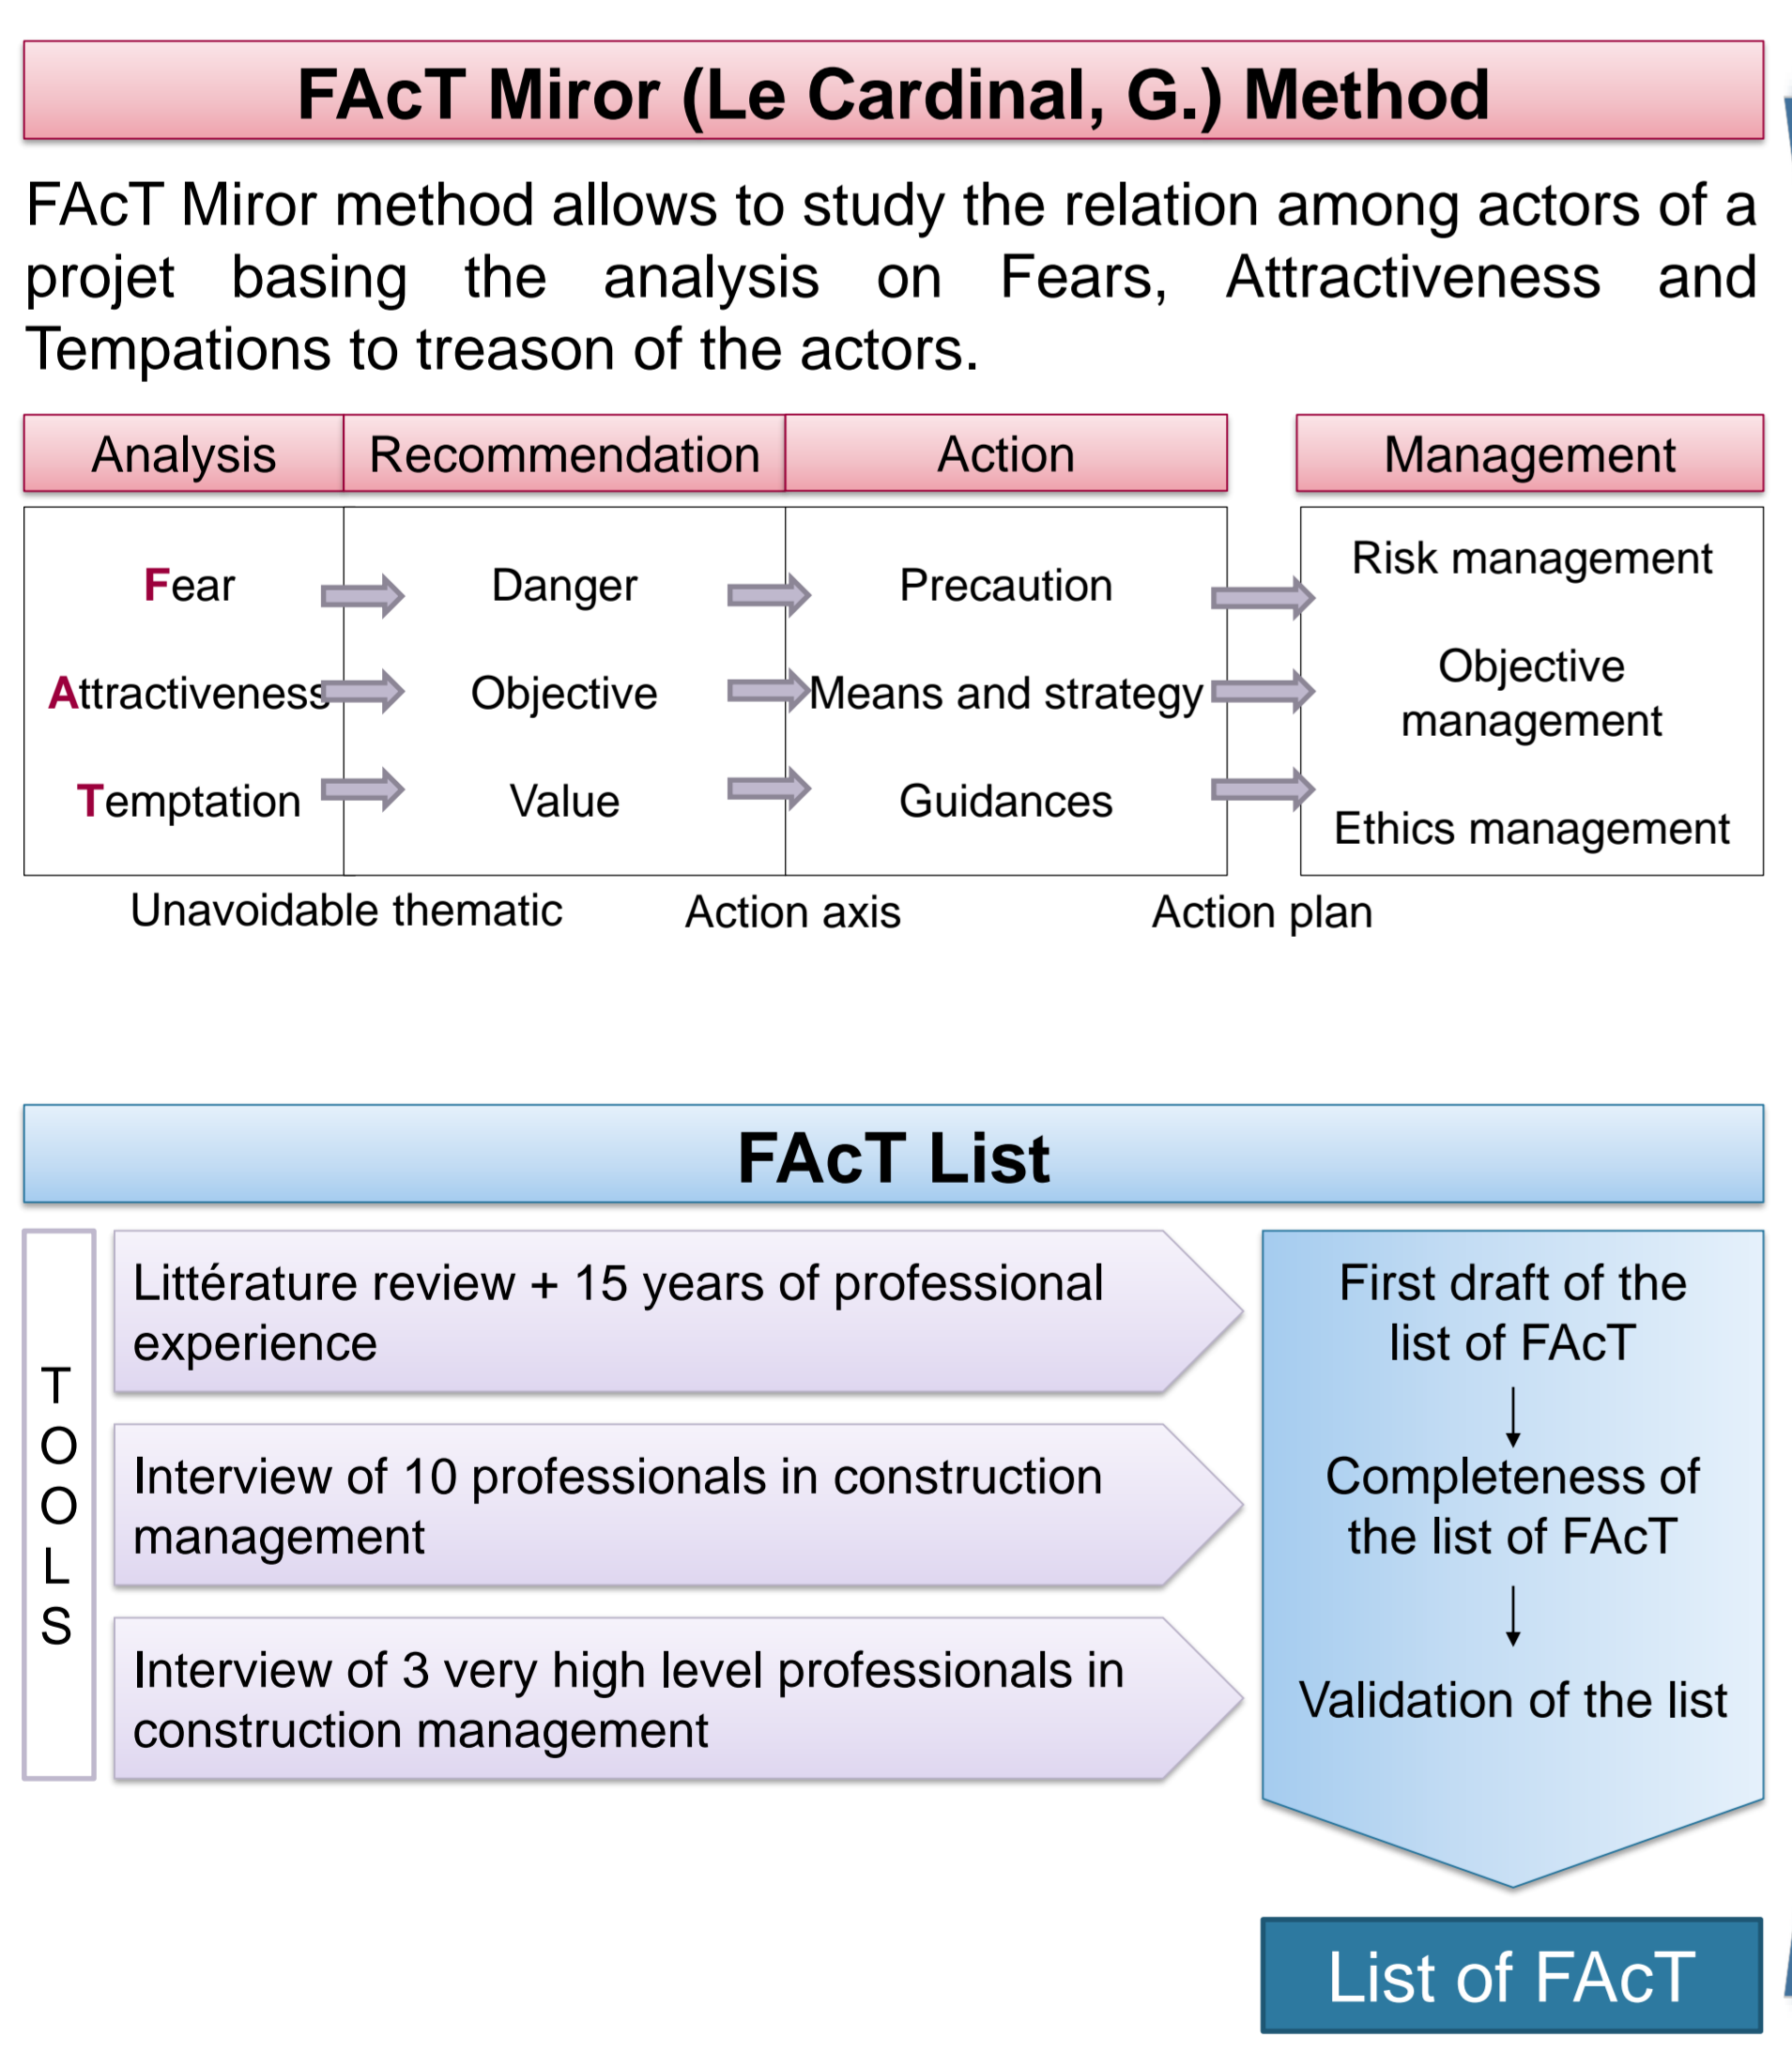 FAcT Miror (Le Cardinal, G.) Method
FAcT Miror method allows to study the relation among actors of a
projet basing the analysis on Fears, Attractiveness and
Tempations to treason of the actors.
Analysis Recommendation Action Management
Fear Danger Precaution Risk management
Attractiveness Objective Means and strategy Objective
management
Temptation Value Guidances Ethics management
Unavoidable thematic Action axis Action plan
FAcT List
TOOLS
Littérature review + 15 years of professional
experience
Interview of 10 professionals in construction
management
Interview of 3 very high level professionals in
construction management
First draft of the
list of FAcT
Completeness of
the list of FAcT
Validation of the list
List of FAcT